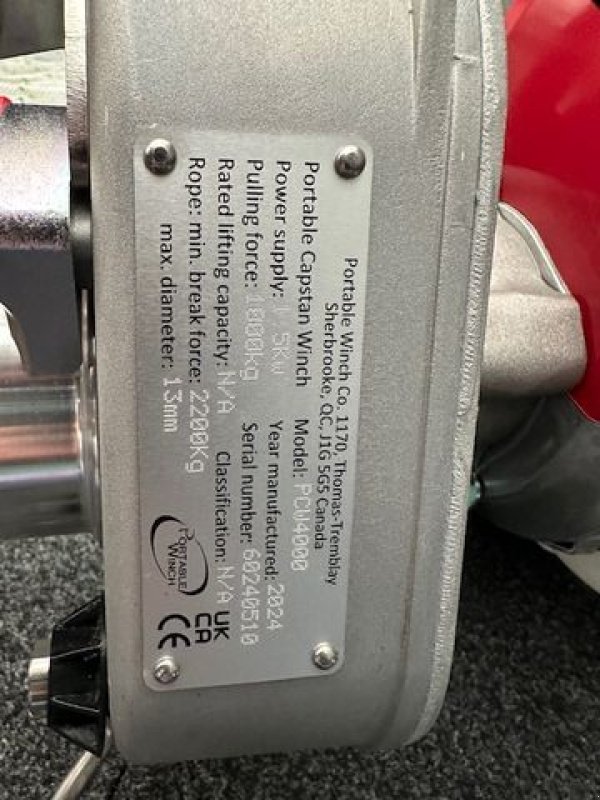 Portable Winch Co. 1170, Thomas-Tremblay
Sherbrooke, QC, J1G 5G5 Canada
Portable Capstan Winch Model: PCW4000
Power supply: 1.5Kw Year manufactured: 2024
Pulling force: 1000kg Serial number: 60240510
Rated lifting capacity: N/A Classification: N/A
Rope: min. break force: 2200Kg
max. diameter: 13mm
PORTABLE
WINCH
UK
CA
CE